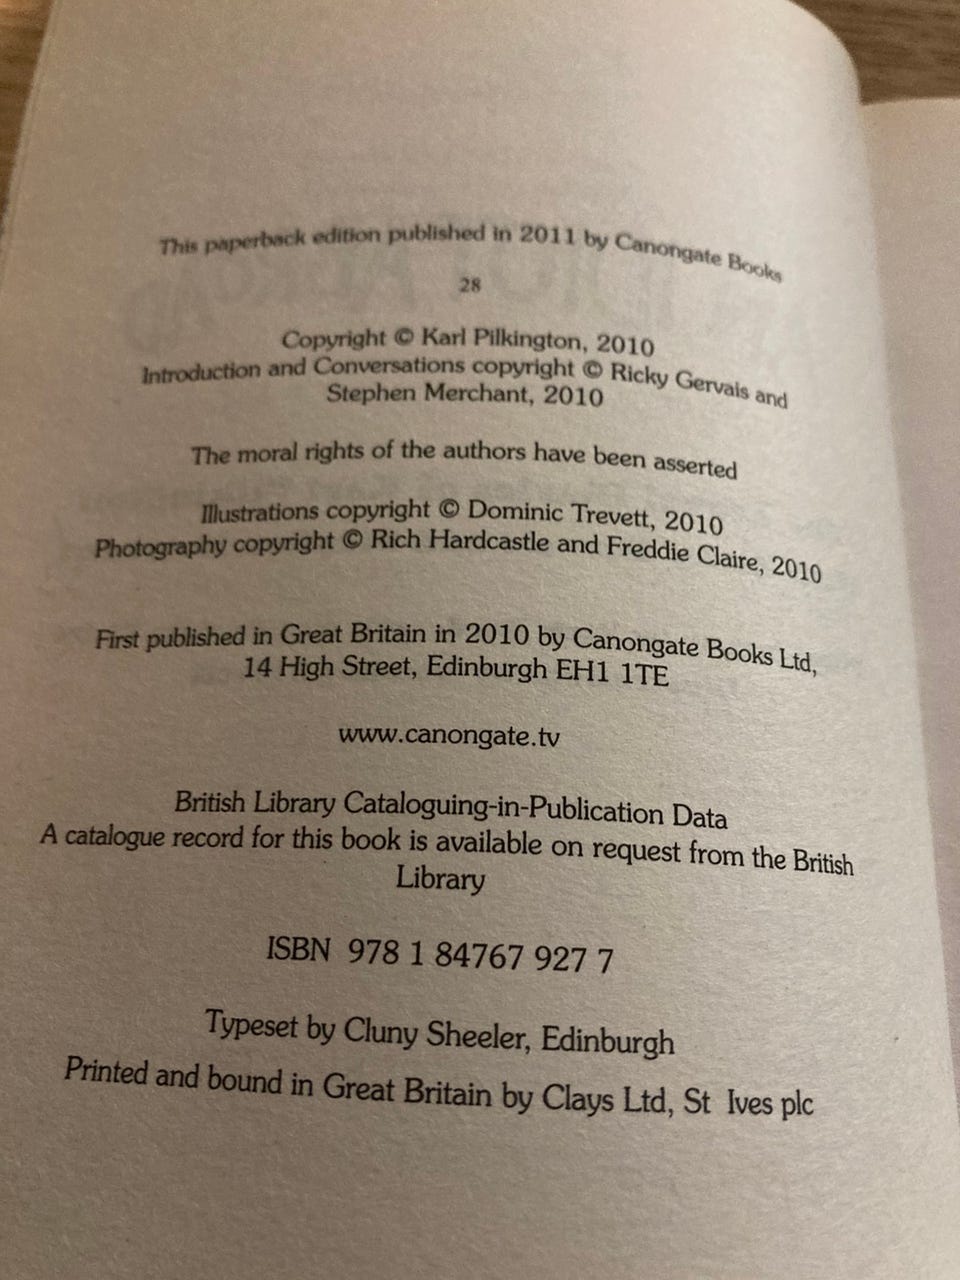 This paperback edition published in 2011 by Canongate Books
28
Copyright © Karl Pilkington, 2010
Introduction and Conversations copyright © Ricky Gervais and
Stephen Merchant, 2010
The moral rights of the authors have been asserted
Illustrations copyright © Dominic Trevett, 2010
Photography copyright © Rich Hardcastle and Freddie Claire, 2010
First published in Great Britain in 2010 by Canongate Books Ltd,
14 High Street, Edinburgh EH1 1TE
www.canongate.tv
British Library Cataloguing-in-Publication Data
A catalogue record for this book is available on request from the British
Library
ISBN 978 1 84767 927 7
Typeset by Cluny Sheeler, Edinburgh
Printed and bound in Great Britain by Clays Ltd, St Ives plc